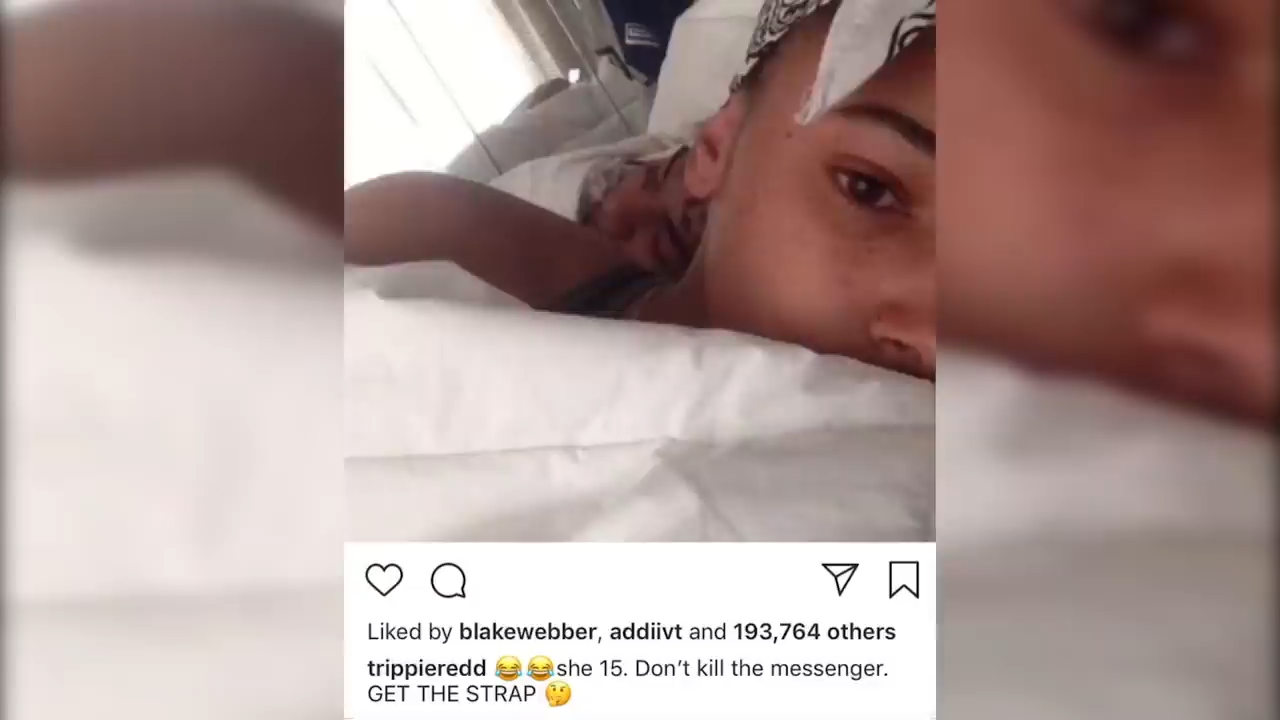 Liked by blakewebber, addiivt and 193,764 others
trippieredd 😂😂she 15. Don’t kill the messenger.
GET THE STRAP 🤔